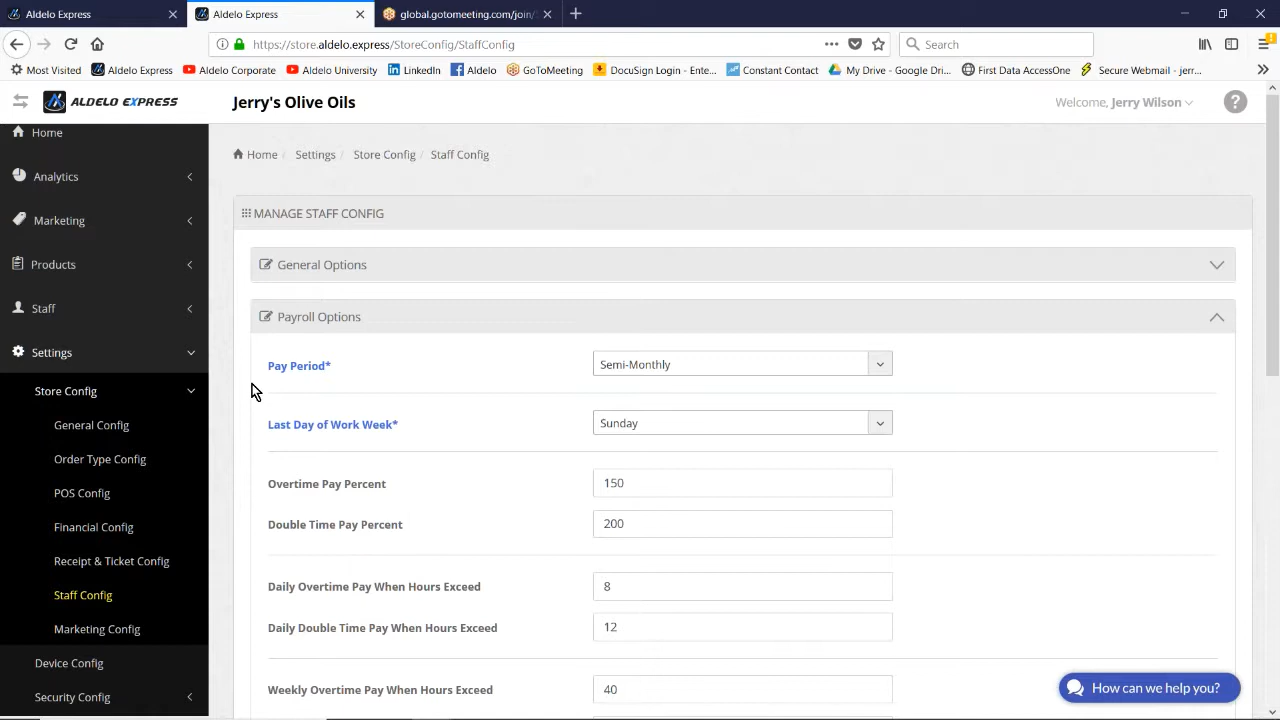 Aldelo Express
Aldelo Express
global.gotomeeting.com/join/
https://store.aldelo.express/StoreConfig/StaffConfig
Search
Most Visited
Aldelo Express
Aldelo Corporate
Aldelo University
LinkedIn
Aldelo
GoToMeeting
DocuSign Login - Ente...
Constant Contact
My Drive - Google Dri...
First Data AccessOne
Secure Webmail - jerr...
ALDELO EXPRESS
Jerry's Olive Oils
Welcome, Jerry Wilson
Home
Analytics
Marketing
Products
Staff
Settings
Store Config
General Config
Order Type Config
POS Config
Financial Config
Receipt & Ticket Config
Staff Config
Marketing Config
Device Config
Security Config
Home / Settings / Store Config / Staff Config
MANAGE STAFF CONFIG
General Options
Payroll Options
Pay Period* Semi-Monthly
Last Day of Work Week* Sunday
Overtime Pay Percent 150
Double Time Pay Percent 200
Daily Overtime Pay When Hours Exceed 8
Daily Double Time Pay When Hours Exceed 12
Weekly Overtime Pay When Hours Exceed 40
How can we help you?